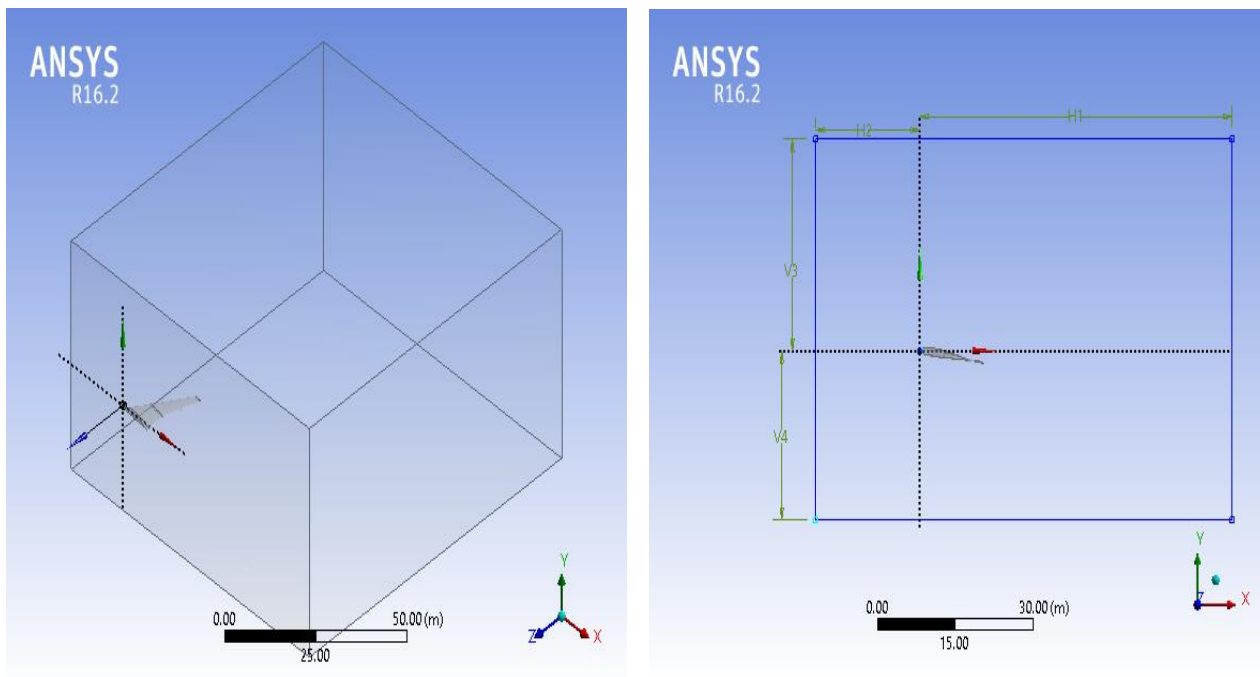 ANSYS
R16.2
0.00
50.00 (m)
25.00
Y
Z
X
ANSYS
R16.2
H2
H1
V3
V4
0.00
30.00 (m)
15.00
Y
Z
X